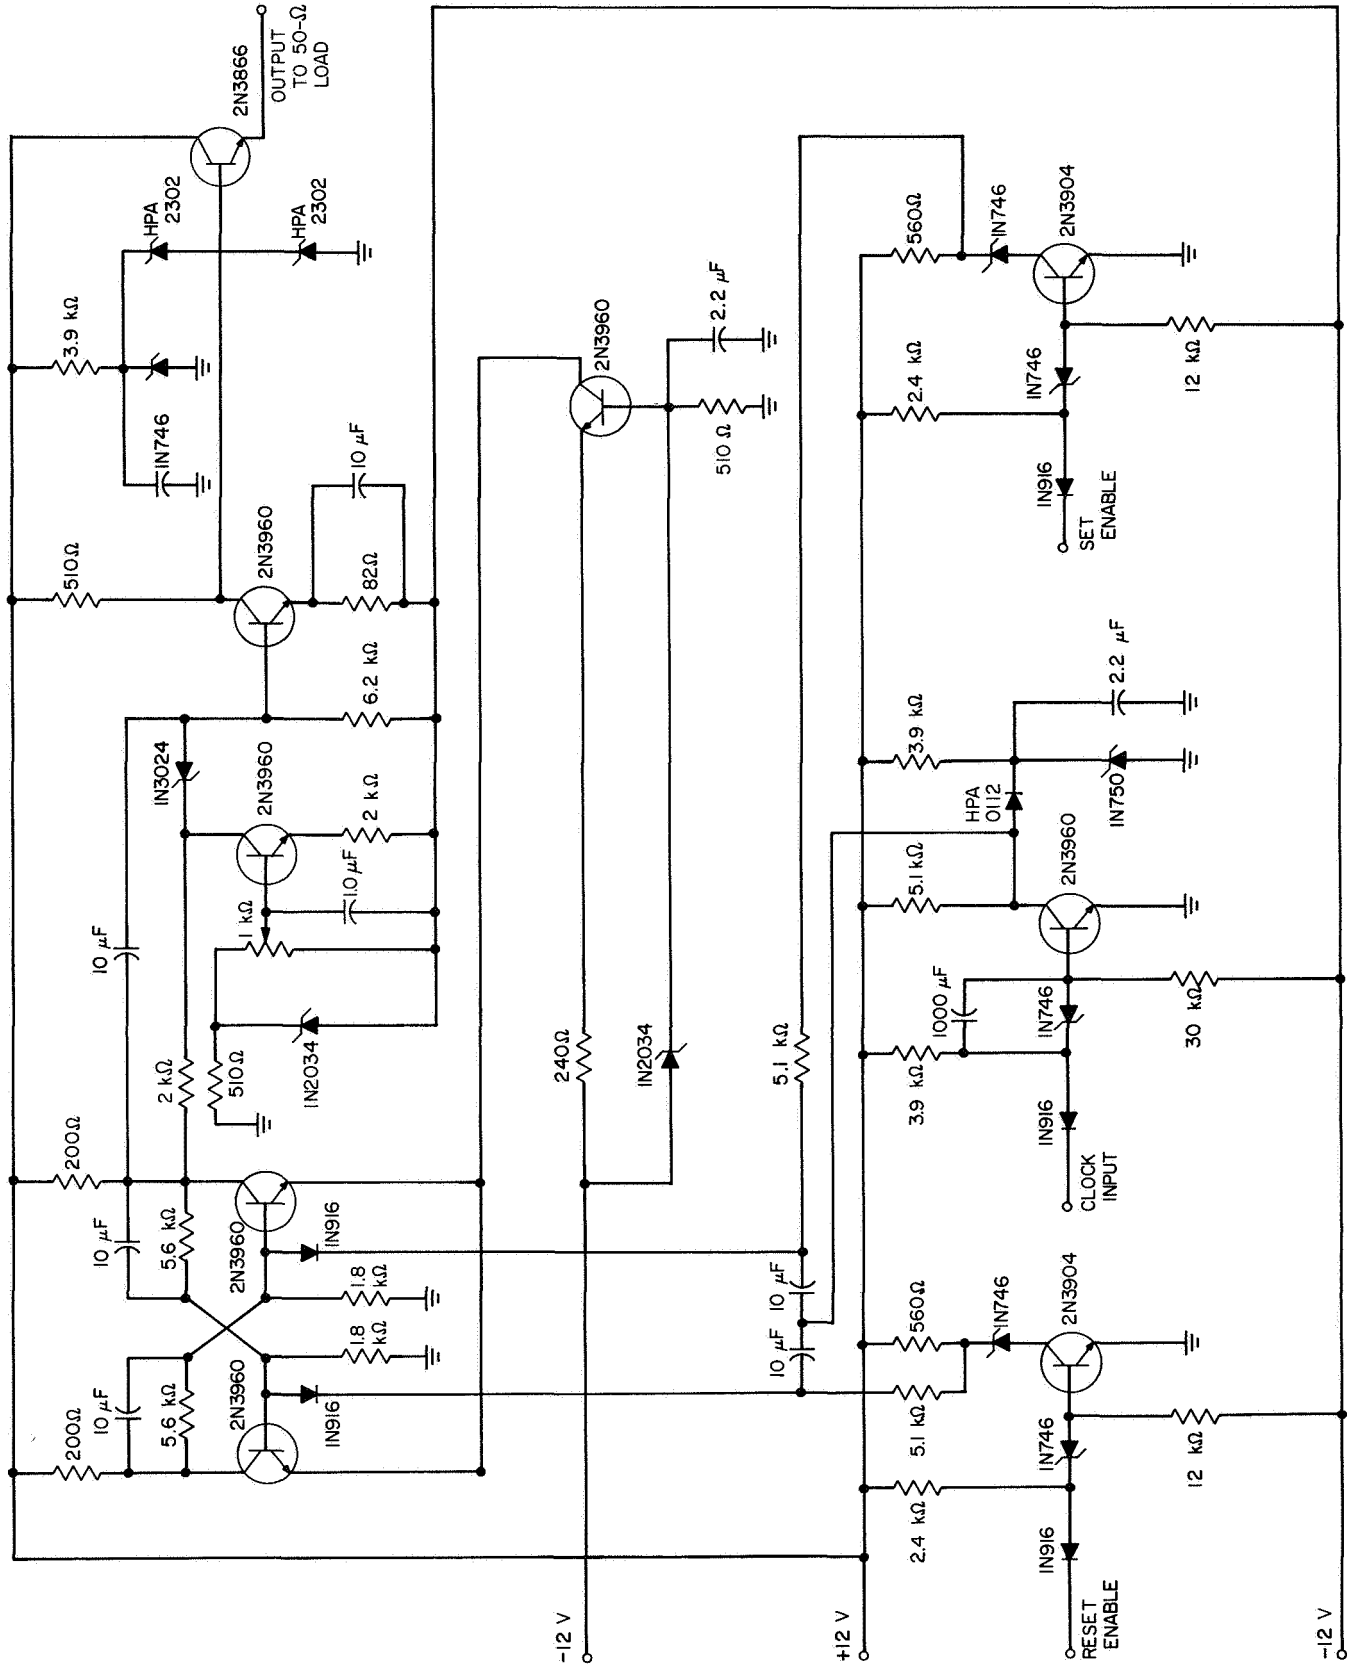 2N3866
OUTPUT
TO 50-Ω
LOAD
HPA
2302
HPA
2302
3.9 kΩ
IN746
510Ω
2N3960
10 μF
82Ω
6.2 kΩ
IN3024
2N3960
2 kΩ
1.0 μF
1 kΩ
10 μF
2 kΩ
510Ω
IN2034
200Ω
10 μF
5.6 kΩ
2N3960
IN916
1.8
kΩ
1.8
kΩ
200Ω
10 μF
5.6 kΩ
2N3960
IN916
2N3960
2.2 μF
510 Ω
240Ω
IN2034
-12 V
5.1 kΩ
10 μF
10 μF
560Ω
IN746
2N3904
2.4 kΩ
IN746
12 kΩ
IN916
SET
ENABLE
3.9 kΩ
2.2 μF
HPA
0112
IN750
5.1 kΩ
2N3960
1000 μF
IN746
30 kΩ
3.9 kΩ
IN916
CLOCK
INPUT
560Ω
IN746
2N3904
5.1 kΩ
IN746
12 kΩ
2.4 kΩ
IN916
RESET
ENABLE
+12 V
-12 V